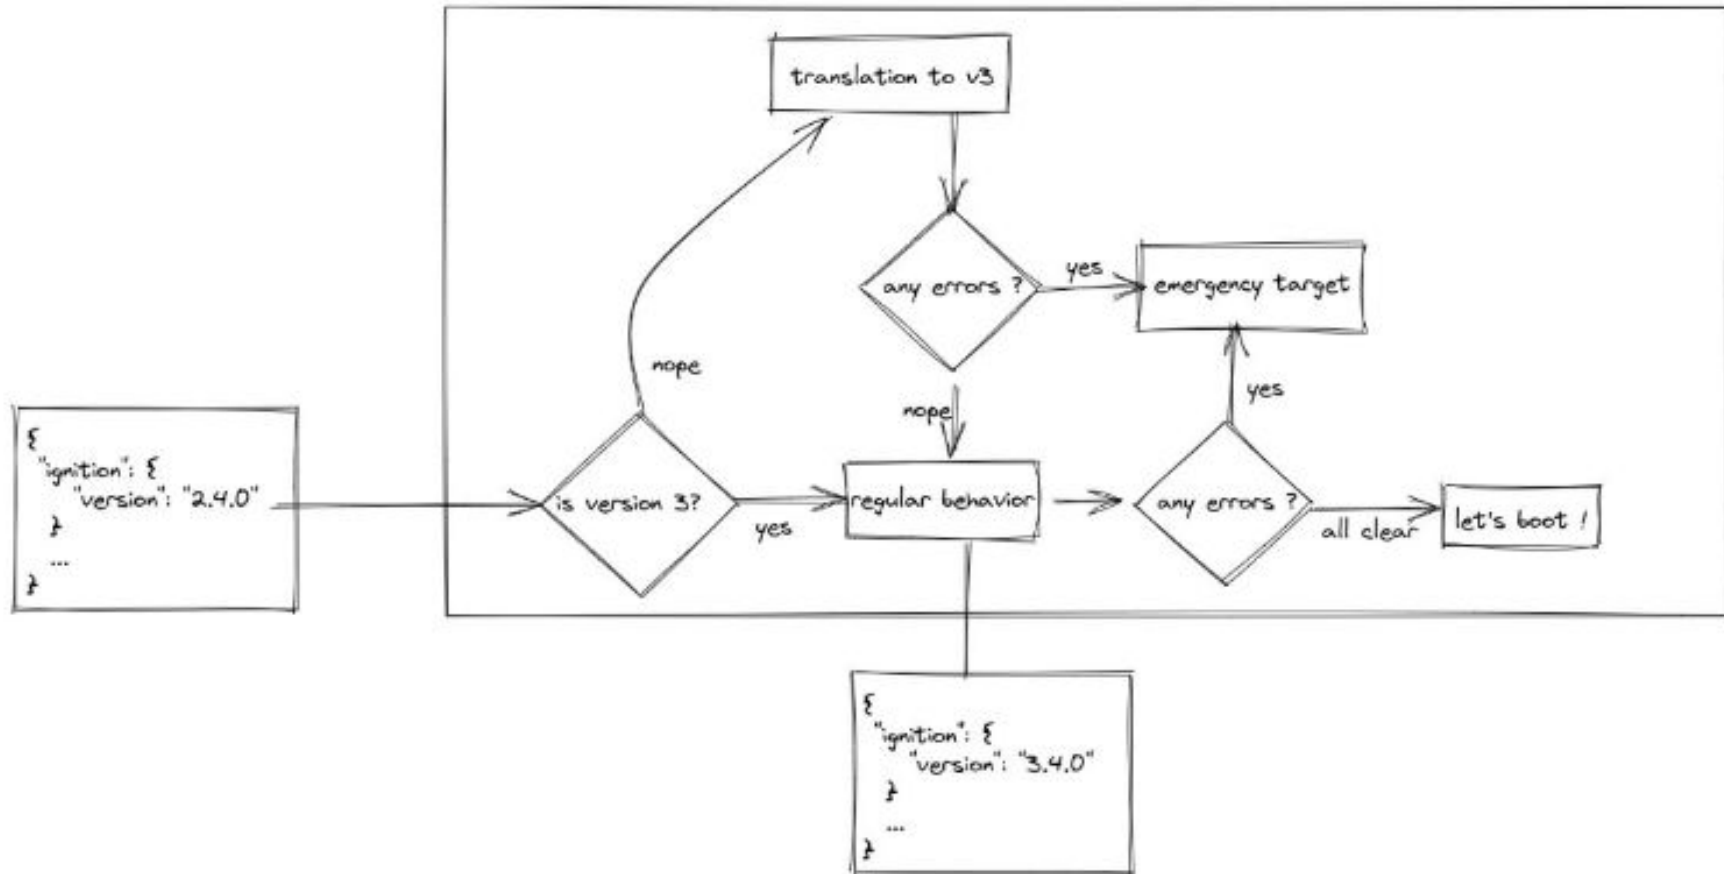 translation to v3
any errors ?
yes
emergency target
nope
yes
nope
{
"ignition": {
"version": "2.4.0"
}
...
}
is version 3?
yes
regular behavior
any errors ?
all clear
let's boot !
{
"ignition": {
"version": "3.4.0"
}
...
}